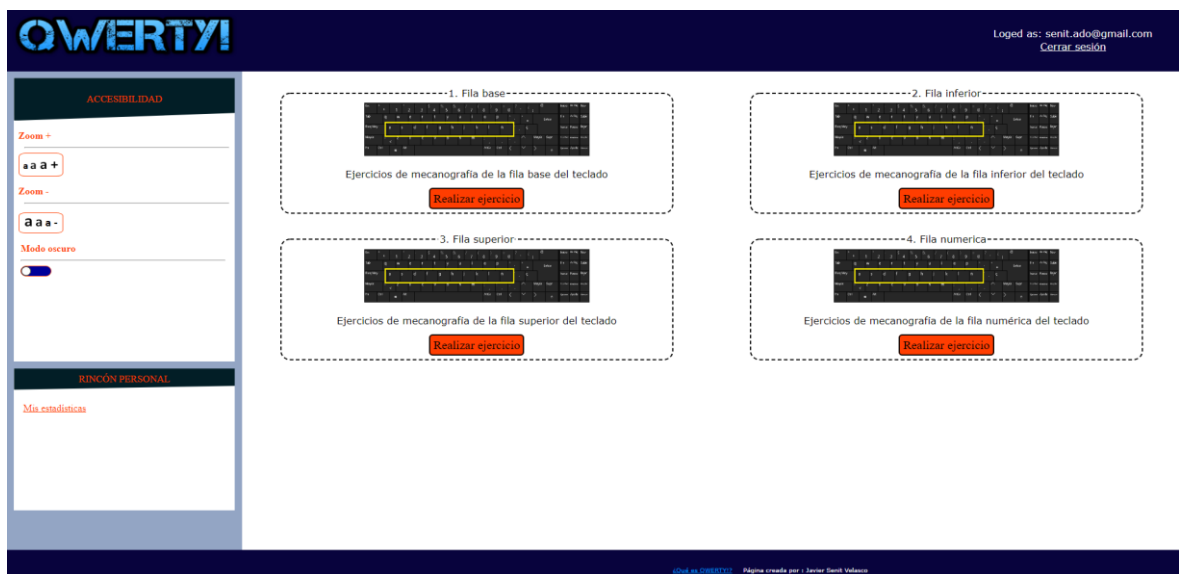 QWERTY!
Loged as: senit.ado@gmail.com
Cerrar sesión
ACCESIBILIDAD
Zoom +
a a a +
Zoom -
a a a -
Modo oscuro
RINCÓN PERSONAL
Mis estadísticas
1. Fila base
Ejercicios de mecanografía de la fila base del teclado
Realizar ejercicio
2. Fila inferior
Ejercicios de mecanografía de la fila inferior del teclado
Realizar ejercicio
3. Fila superior
Ejercicios de mecanografía de la fila superior del teclado
Realizar ejercicio
4. Fila numerica
Ejercicios de mecanografía de la fila numérica del teclado
Realizar ejercicio
¿Qué es QWERTY!?
Página creada por : Javier Senit Velasco